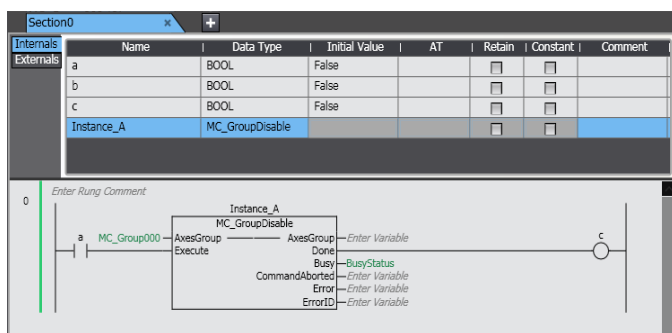 Section0 × +
Internals
Externals
Name | Data Type | Initial Value | AT | Retain | Constant | Comment
a BOOL False
b BOOL False
c BOOL False
Instance_A MC_GroupDisable
0 Enter Rung Comment
Instance_A
MC_GroupDisable
a MC_Group000 AxesGroup AxesGroup Enter Variable c
Execute Done
Busy BusyStatus
CommandAborted Enter Variable
Error Enter Variable
ErrorID Enter Variable